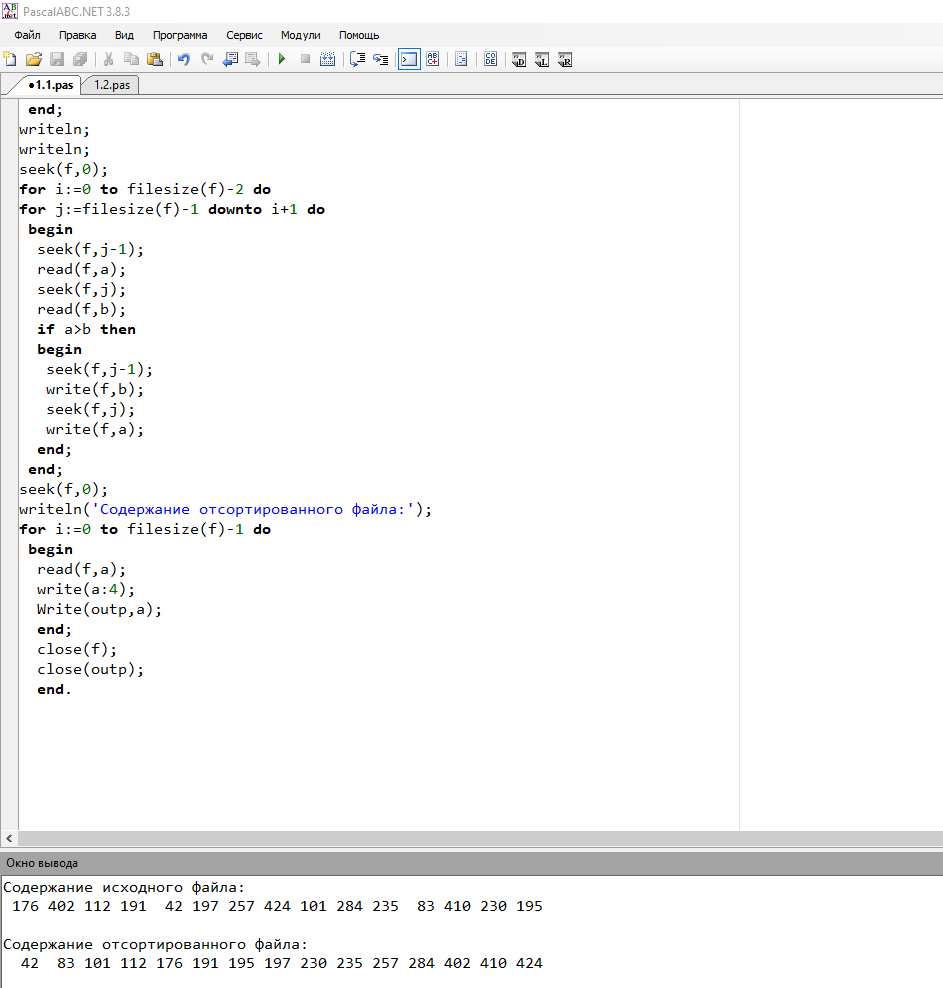 PascalABC.NET 3.8.3
Файл Правка Вид Программа Сервис Модули Помощь
•1.1.pas 1.2.pas
end;
writeln;
writeln;
seek(f,0);
for i:=0 to filesize(f)-2 do
for j:=filesize(f)-1 downto i+1 do
begin
seek(f,j-1);
read(f,a);
seek(f,j);
read(f,b);
if a>b then
begin
seek(f,j-1);
write(f,b);
seek(f,j);
write(f,a);
end;
end;
seek(f,0);
writeln('Содержание отсортированного файла:');
for i:=0 to filesize(f)-1 do
begin
read(f,a);
write(a:4);
Write(outp,a);
end;
close(f);
close(outp);
end.
Окно вывода
Содержание исходного файла:
176 402 112 191 42 197 257 424 101 284 235 83 410 230 195
Содержание отсортированного файла:
42 83 101 112 176 191 195 197 230 235 257 284 402 410 424